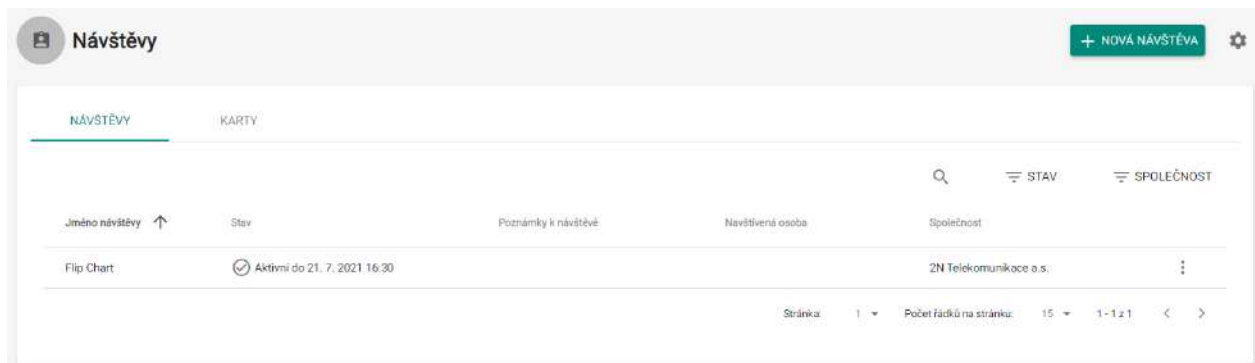 Návštěvy
+ NOVÁ NÁVŠTĚVA
NÁVŠTĚVY KARTY
STAV SPOLEČNOST
Jméno návštěvy Stav Poznámky k návštěvě Navštívená osoba Společnost
Flip Chart Aktivní do 21. 7. 2021 16:30 2N Telekomunikace a.s.
Stránka: 1 Počet řádků na stránku: 15 1 - 1 z 1